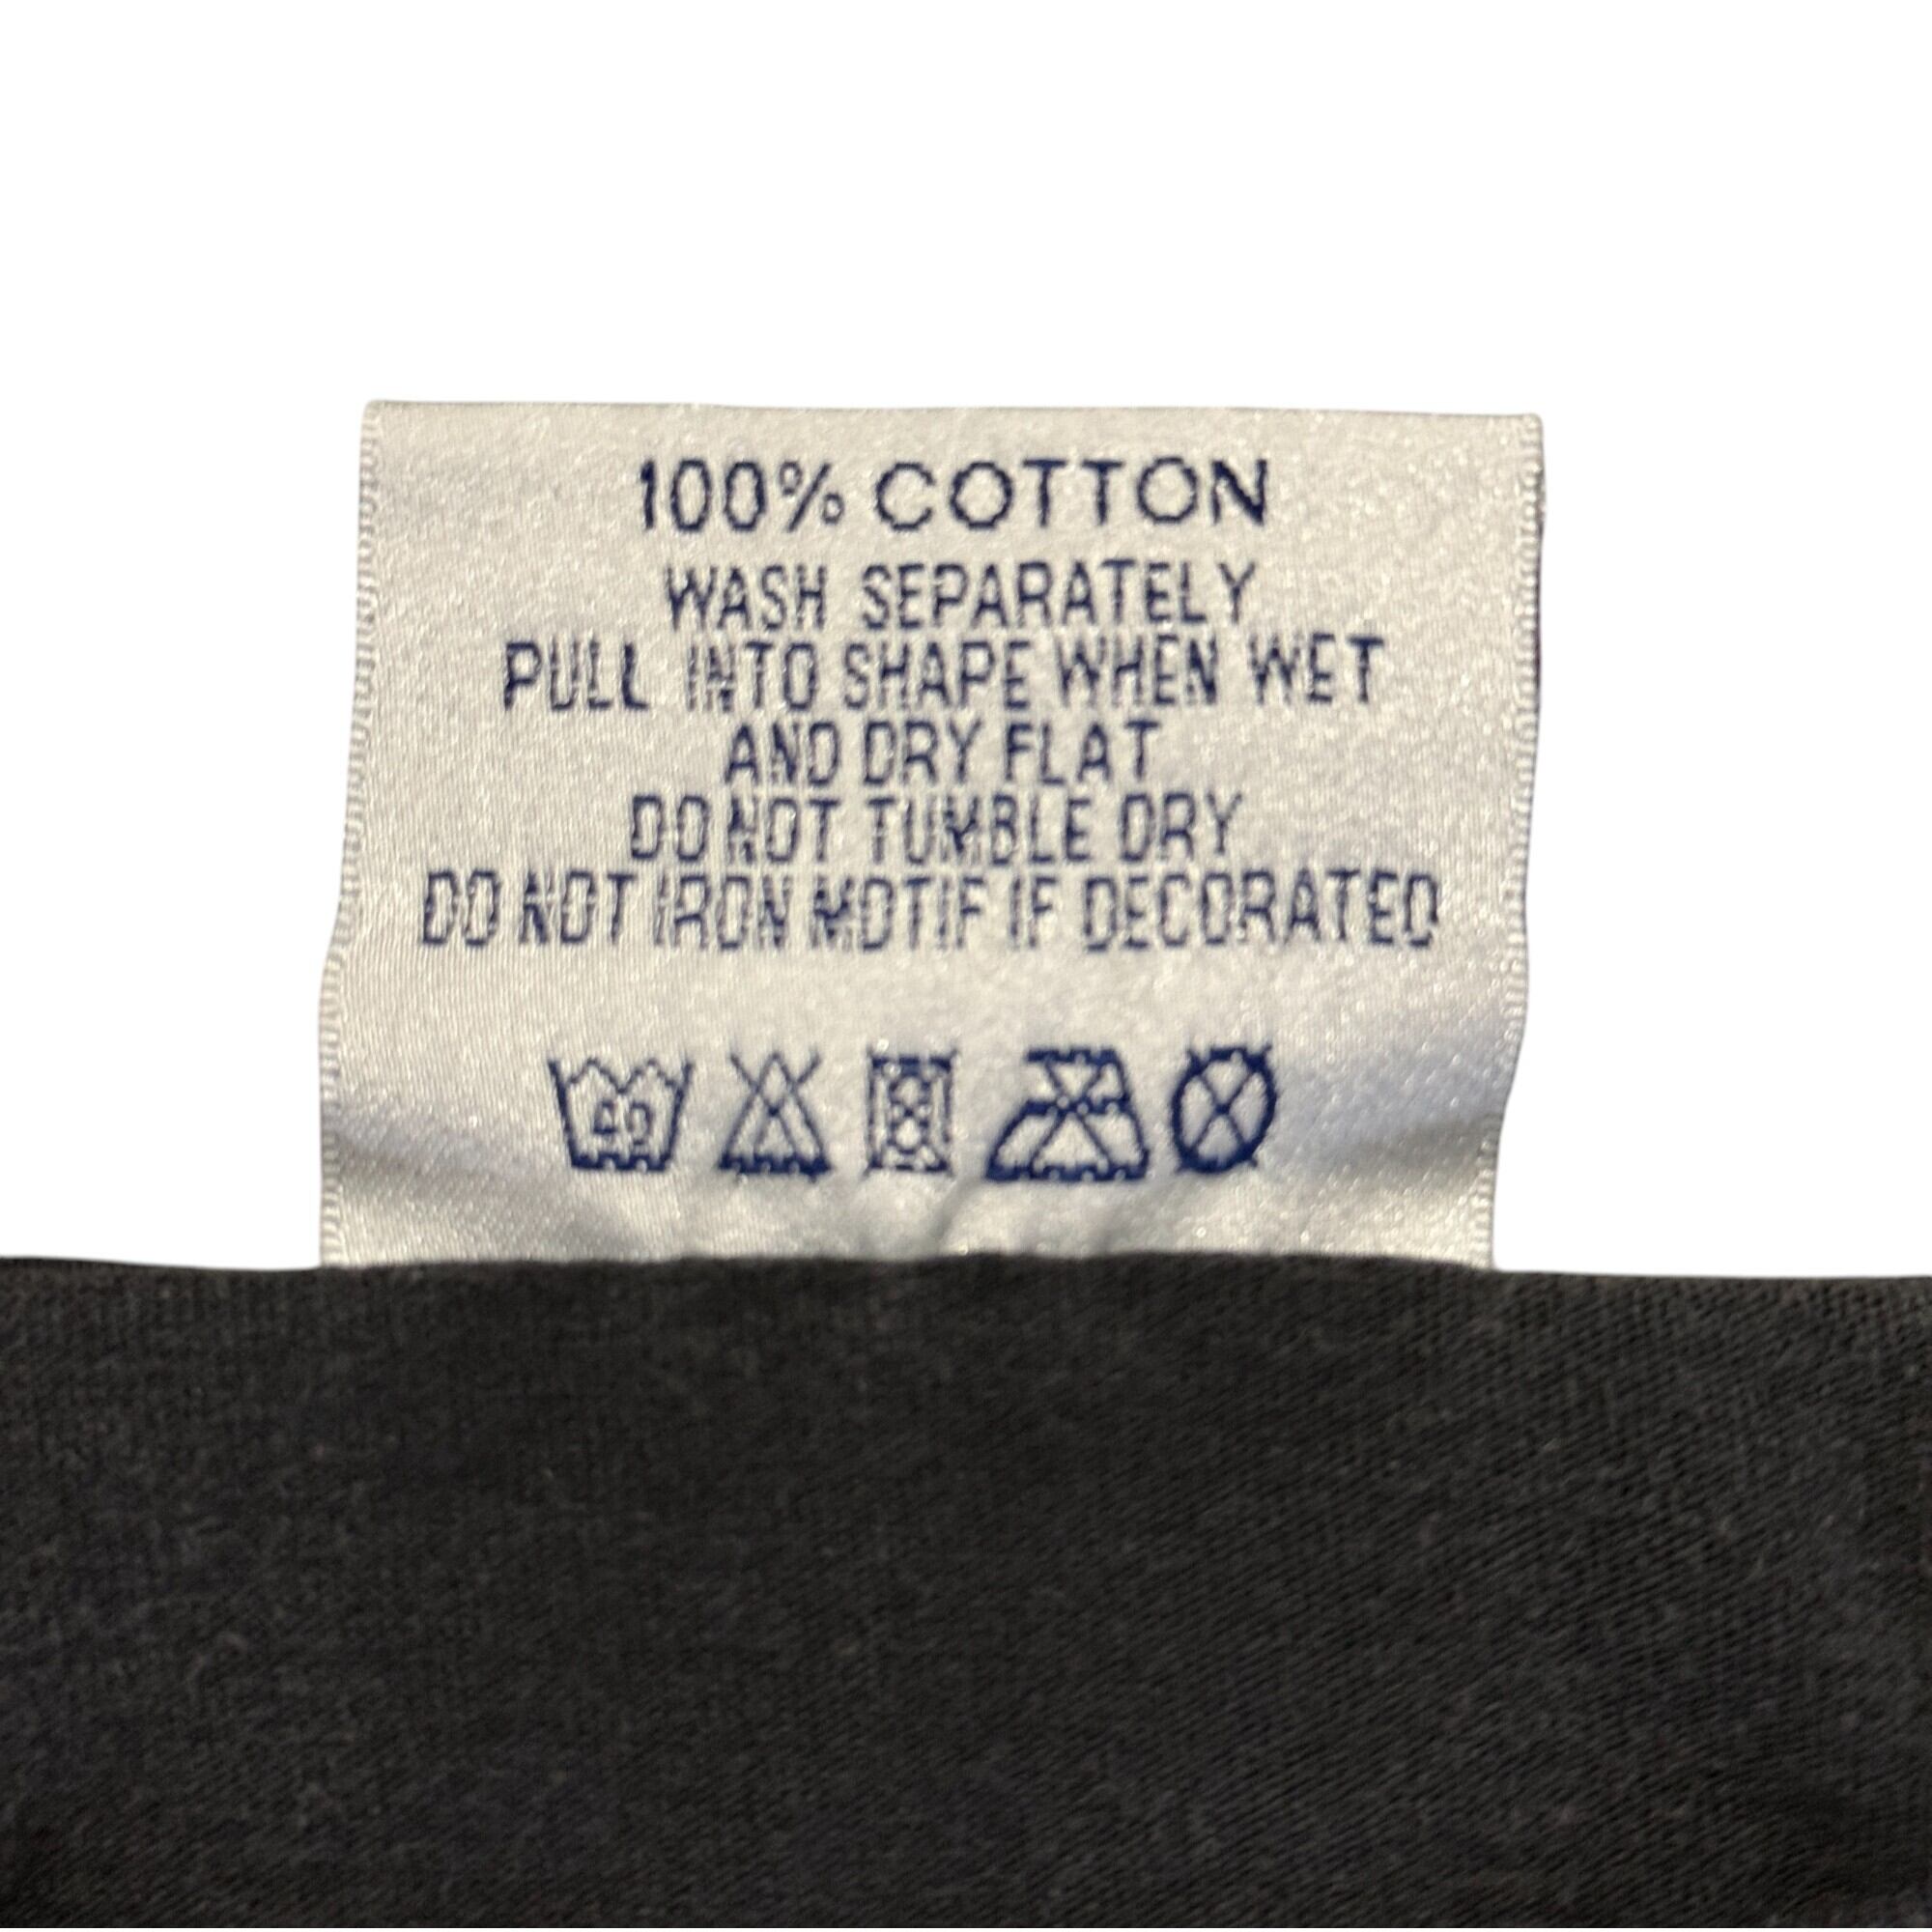 100% COTTON
WASH SEPARATELY
PULL INTO SHAPE WHEN WET
AND DRY FLAT
DO NOT TUMBLE DRY
DO NOT IRON MOTIF IF DECORATED
40